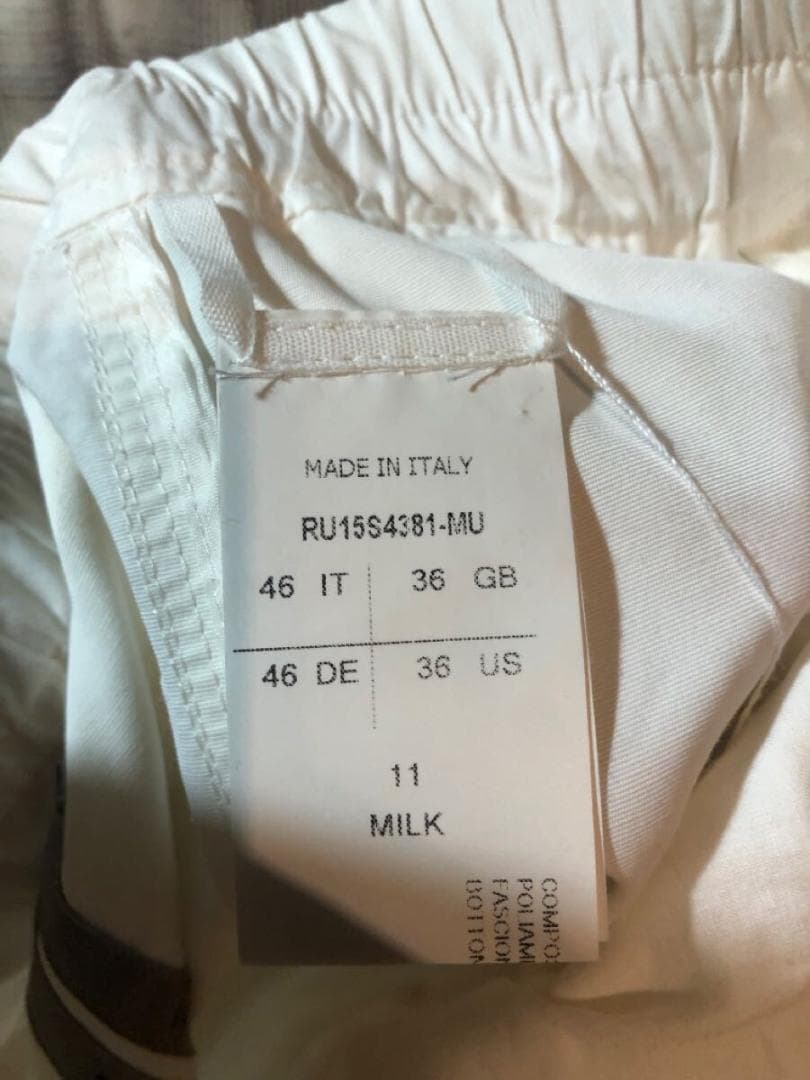 MADE IN ITALY
RU15S4381-MU
46 IT 36 GB
46 DE 36 US
11
MILK